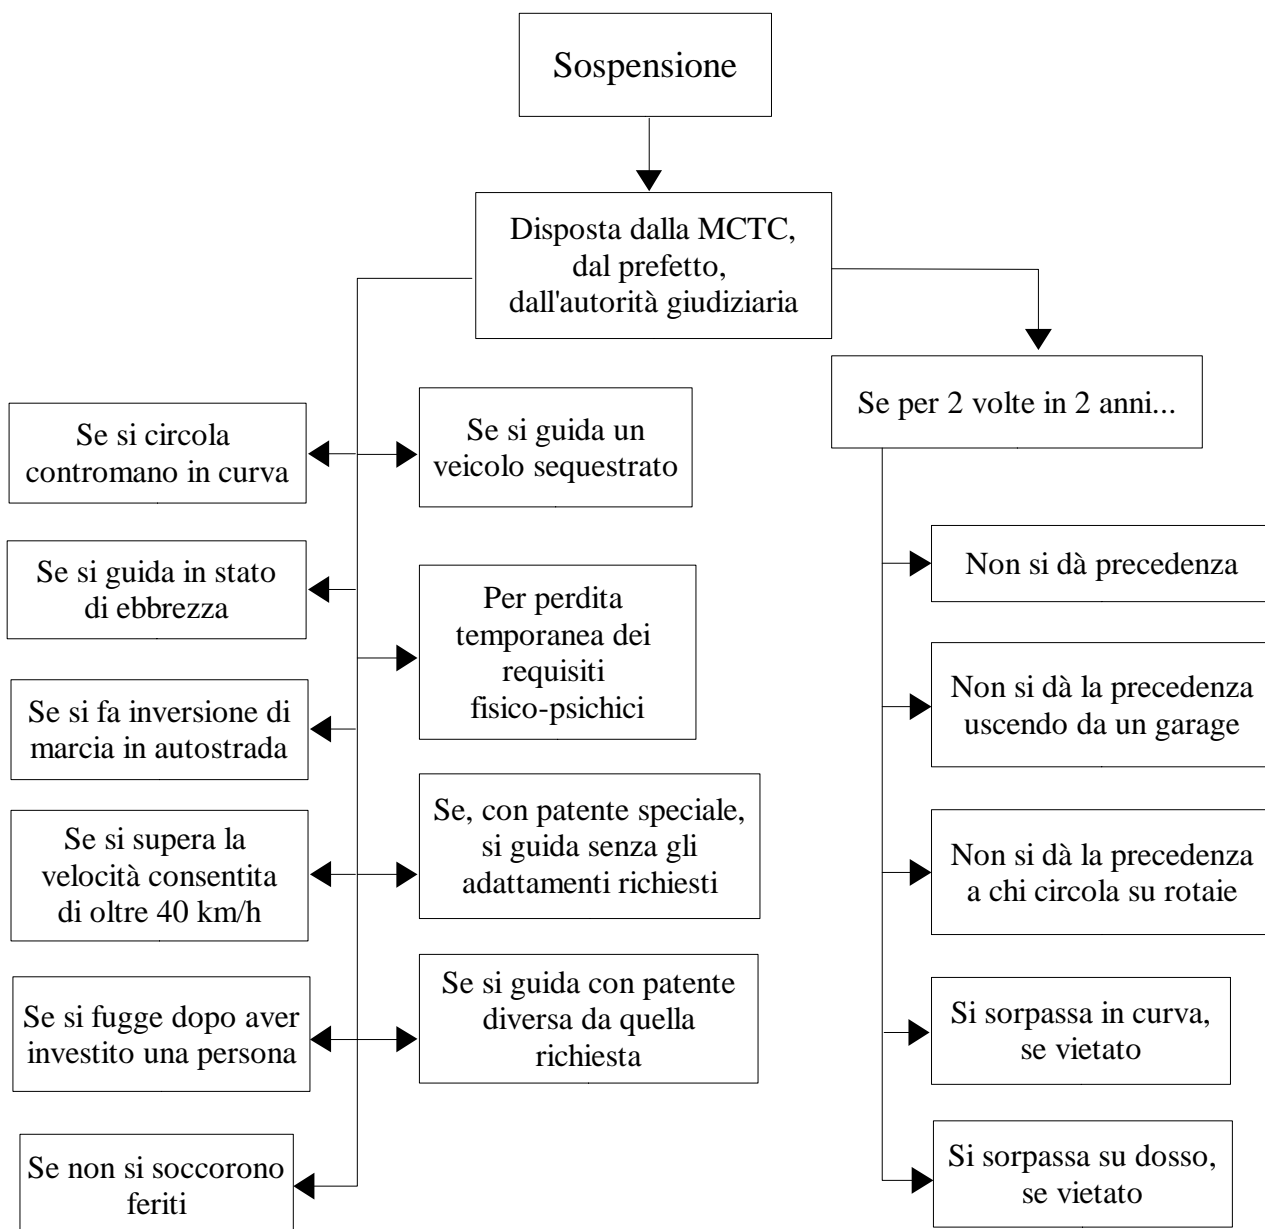 Sospensione
Disposta dalla MCTC,
dal prefetto,
dall'autorità giudiziaria
Se si circola
contromano in curva
Se si guida in stato
di ebbrezza
Se si fa inversione di
marcia in autostrada
Se si supera la
velocità consentita
di oltre 40 km/h
Se si fugge dopo aver
investito una persona
Se non si soccorono
feriti
Se si guida un
veicolo sequestrato
Per perdita
temporanea dei
requisiti
fisico-psichici
Se, con patente speciale,
si guida senza gli
adattamenti richiesti
Se si guida con patente
diversa da quella
richiesta
Se per 2 volte in 2 anni...
Non si dà precedenza
Non si dà la precedenza
uscendo da un garage
Non si dà la precedenza
a chi circola su rotaie
Si sorpassa in curva,
se vietato
Si sorpassa su dosso,
se vietato